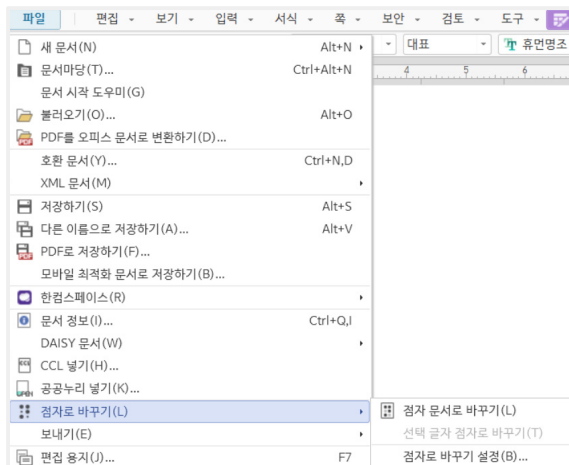 파일 편집 보기 입력 서식 쪽 보안 검토 도구
새 문서(N) Alt+N
대표 휴먼명조
문서마당(T)... Ctrl+Alt+N
4 5 6
문서 시작 도우미(G)
불러오기(O)... Alt+O
PDF를 오피스 문서로 변환하기(D)...
호환 문서(Y)... Ctrl+N,D
XML 문서(M)
저장하기(S) Alt+S
다른 이름으로 저장하기(A)... Alt+V
PDF로 저장하기(F)...
모바일 최적화 문서로 저장하기(B)...
한컴스페이스(R)
문서 정보(I)... Ctrl+Q,I
DAISY 문서(W)
CCL 넣기(H)...
공공누리 넣기(K)...
점자로 바꾸기(L) 점자 문서로 바꾸기(L)
보내기(E) 선택 글자 점자로 바꾸기(T)
편집 용지(J)... F7 점자로 바꾸기 설정(B)...